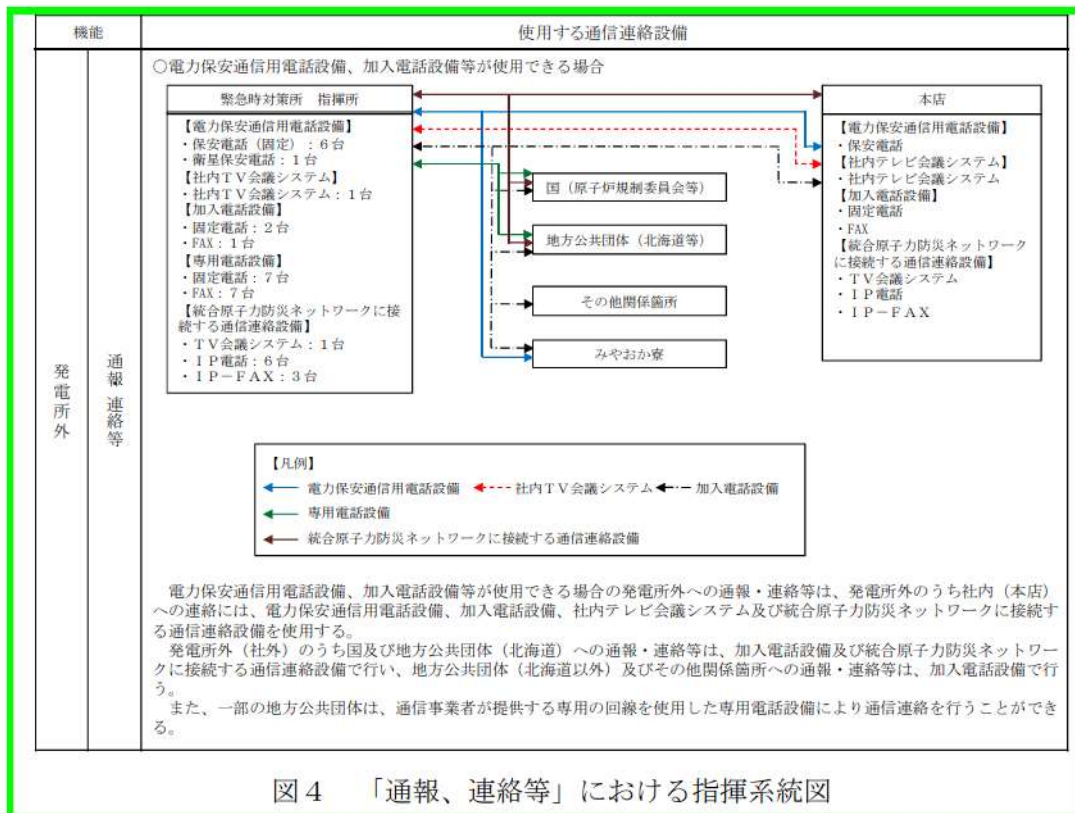 機能
使用する通信連絡設備
発電所外
通報 連絡等
○電力保安通信用電話設備、加入電話設備等が使用できる場合
緊急時対策所 指揮所
【電力保安通信用電話設備】
・保安電話(固定):6台
・衛星保安電話:1台
【社内TV会議システム】
・社内TV会議システム:1台
【加入電話設備】
・固定電話:2台
・FAX:1台
【専用電話設備】
・固定電話:7台
・FAX:7台
【統合原子力防災ネットワークに接
続する通信連絡設備】
・TV会議システム:1台
・IP電話:6台
・IP-FAX:3台
国(原子炉規制委員会等)
地方公共団体(北海道等)
その他関係箇所
みやおか寮
本店
【電力保安通信用電話設備】
・保安電話
【社内テレビ会議システム】
・社内テレビ会議システム
【加入電話設備】
・固定電話
・FAX
【統合原子力防災ネットワーク
に接続する通信連絡設備】
・TV会議システム
・IP電話
・IP-FAX
【凡例】
電力保安通信用電話設備 社内TV会議システム 加入電話設備
専用電話設備
統合原子力防災ネットワークに接続する通信連絡設備
電力保安通信用電話設備、加入電話設備等が使用できる場合の発電所外への通報・連絡等は、発電所外のうち社内(本店)
への連絡には、電力保安通信用電話設備、加入電話設備、社内テレビ会議システム及び統合原子力防災ネットワークに接続す
る通信連絡設備を使用する。
発電所外(社外)のうち国及び地方公共団体(北海道)への通報・連絡等は、加入電話設備及び統合原子力防災ネットワー
クに接続する通信連絡設備で行い、地方公共団体(北海道以外)及びその他関係箇所への通報・連絡等は、加入電話設備で行
う。
また、一部の地方公共団体は、通信事業者が提供する専用の回線を使用した専用電話設備により通信連絡を行うことができ
る。
図4 「通報、連絡等」における指揮系統図